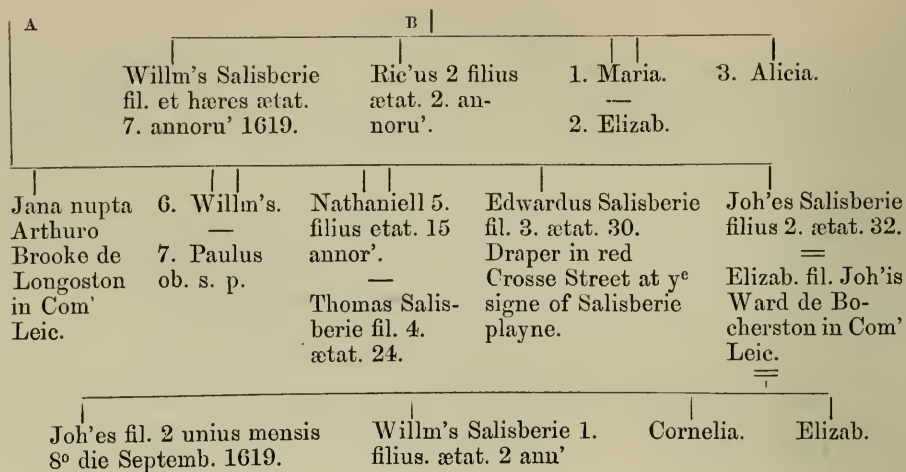 A
B
Willm's Salisberie
fil. et hæres ætat.
7. annoru' 1619.
Ric'us 2 filius
ætat. 2. an-
noru'.
1. Maria.
—
2. Elizab.
3. Alicia.
Jana nupta
Arthuro
Brooke de
Longoston
in Com'
Leic.
6. Willm's.
—
7. Paulus
ob. s. p.
Nathaniell 5.
filius etat. 15
annor'.
—
Thomas Salis-
berie fil. 4.
ætat. 24.
Edwardus Salisberie
fil. 3. ætat. 30.
Draper in red
Crosse Street at yᵉ
signe of Salisberie
playne.
Joh'es Salisberie
filius 2. ætat. 32.
=
Elizab. fil. Joh'is
Ward de Bo-
cherston in Com'
Leic.
=
Joh'es fil. 2 unius mensis
8º die Septemb. 1619.
Willm's Salisberie 1.
filius. ætat. 2 ann'
Cornelia.
Elizab.